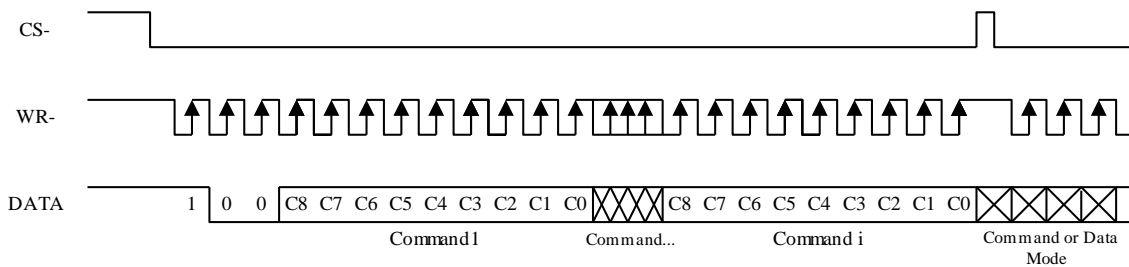 CS-
WR-
DATA
1 0 0 C8 C7 C6 C5 C4 C3 C2 C1 C0 C8 C7 C6 C5 C4 C3 C2 C1 C0
Command1 Command... Command i Command or Data
Mode